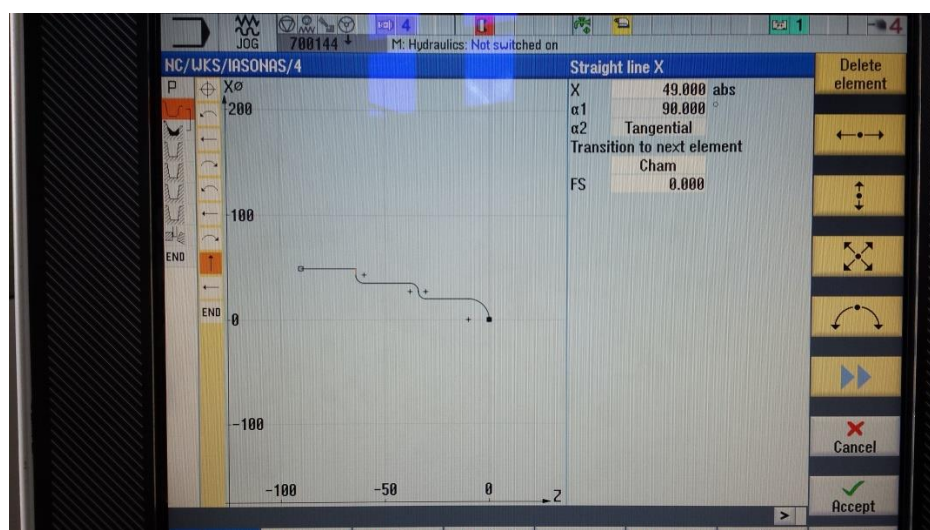 JOG
700144
4
1
4
M: Hydraulics: Not switched on
NC/WKS/IASONAS/4
Straight line X
Delete
element
P
END
END
XØ
200
100
0
-100
-100
-50
0
Z
X 49.000 abs
α1 90.000 °
α2 Tangential
Transition to next element
Cham
FS 0.000
>
Cancel
Accept